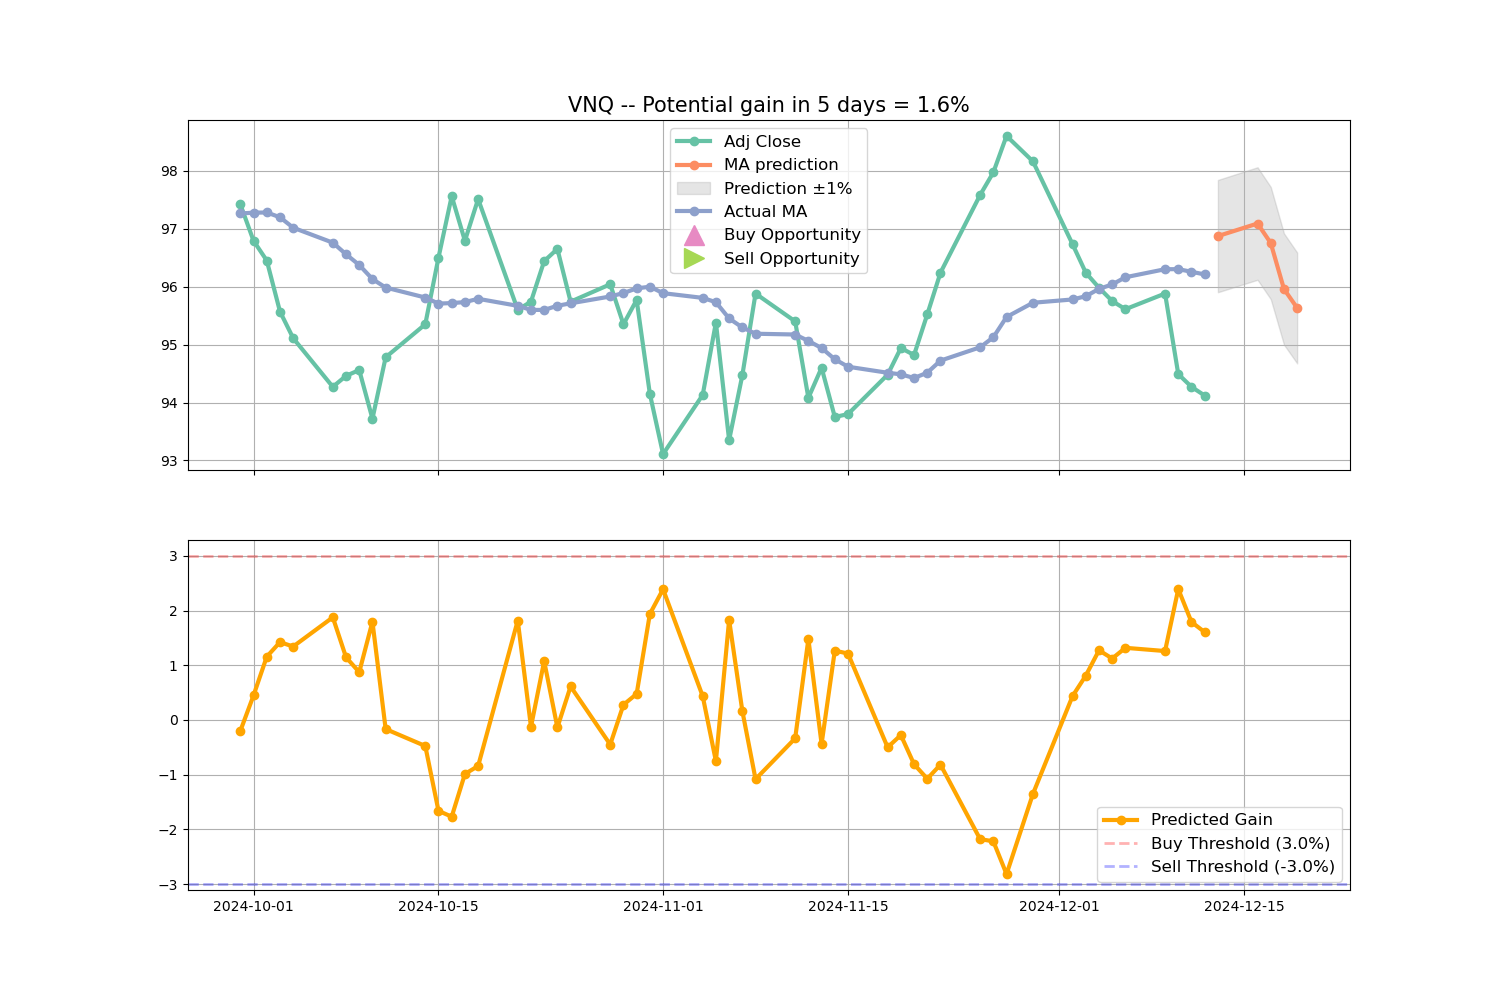 VNQ -- Potential gain in 5 days = 1.6%
Adj Close
MA prediction
Prediction ±1%
Actual MA
Buy Opportunity
Sell Opportunity
98
97
96
95
94
93
3
2
1
0
−1
−2
−3
Predicted Gain
Buy Threshold (3.0%)
Sell Threshold (-3.0%)
2024-10-01
2024-10-15
2024-11-01
2024-11-15
2024-12-01
2024-12-15